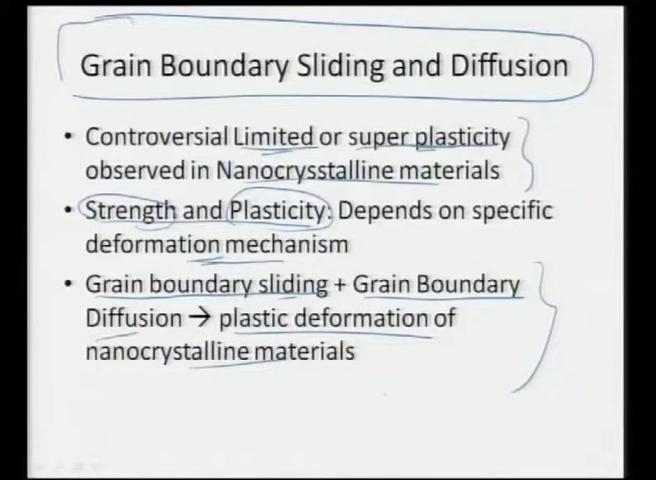 Grain Boundary Sliding and Diffusion
• Controversial Limited or super plasticity
observed in Nanocrysstalline materials
• Strength and Plasticity: Depends on specific
deformation mechanism
• Grain boundary sliding + Grain Boundary
Diffusion → plastic deformation of
nanocrystalline materials